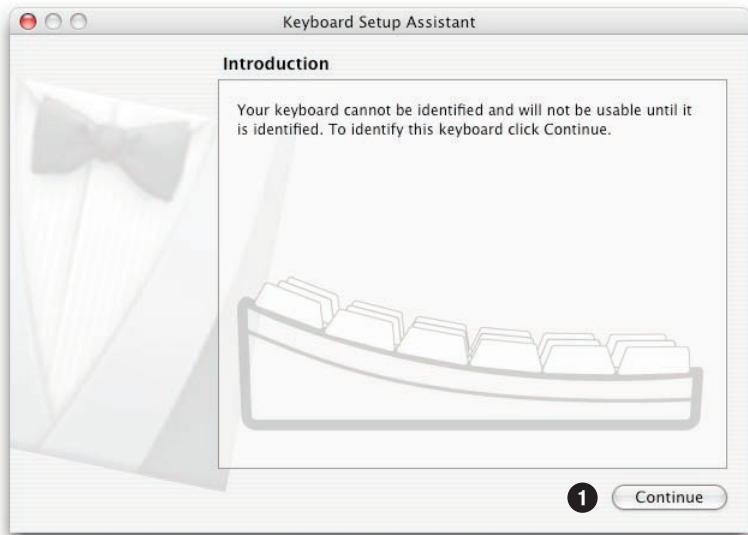 Keyboard Setup Assistant
Introduction
Your keyboard cannot be identified and will not be usable until it
is identified. To identify this keyboard click Continue.
1 Continue